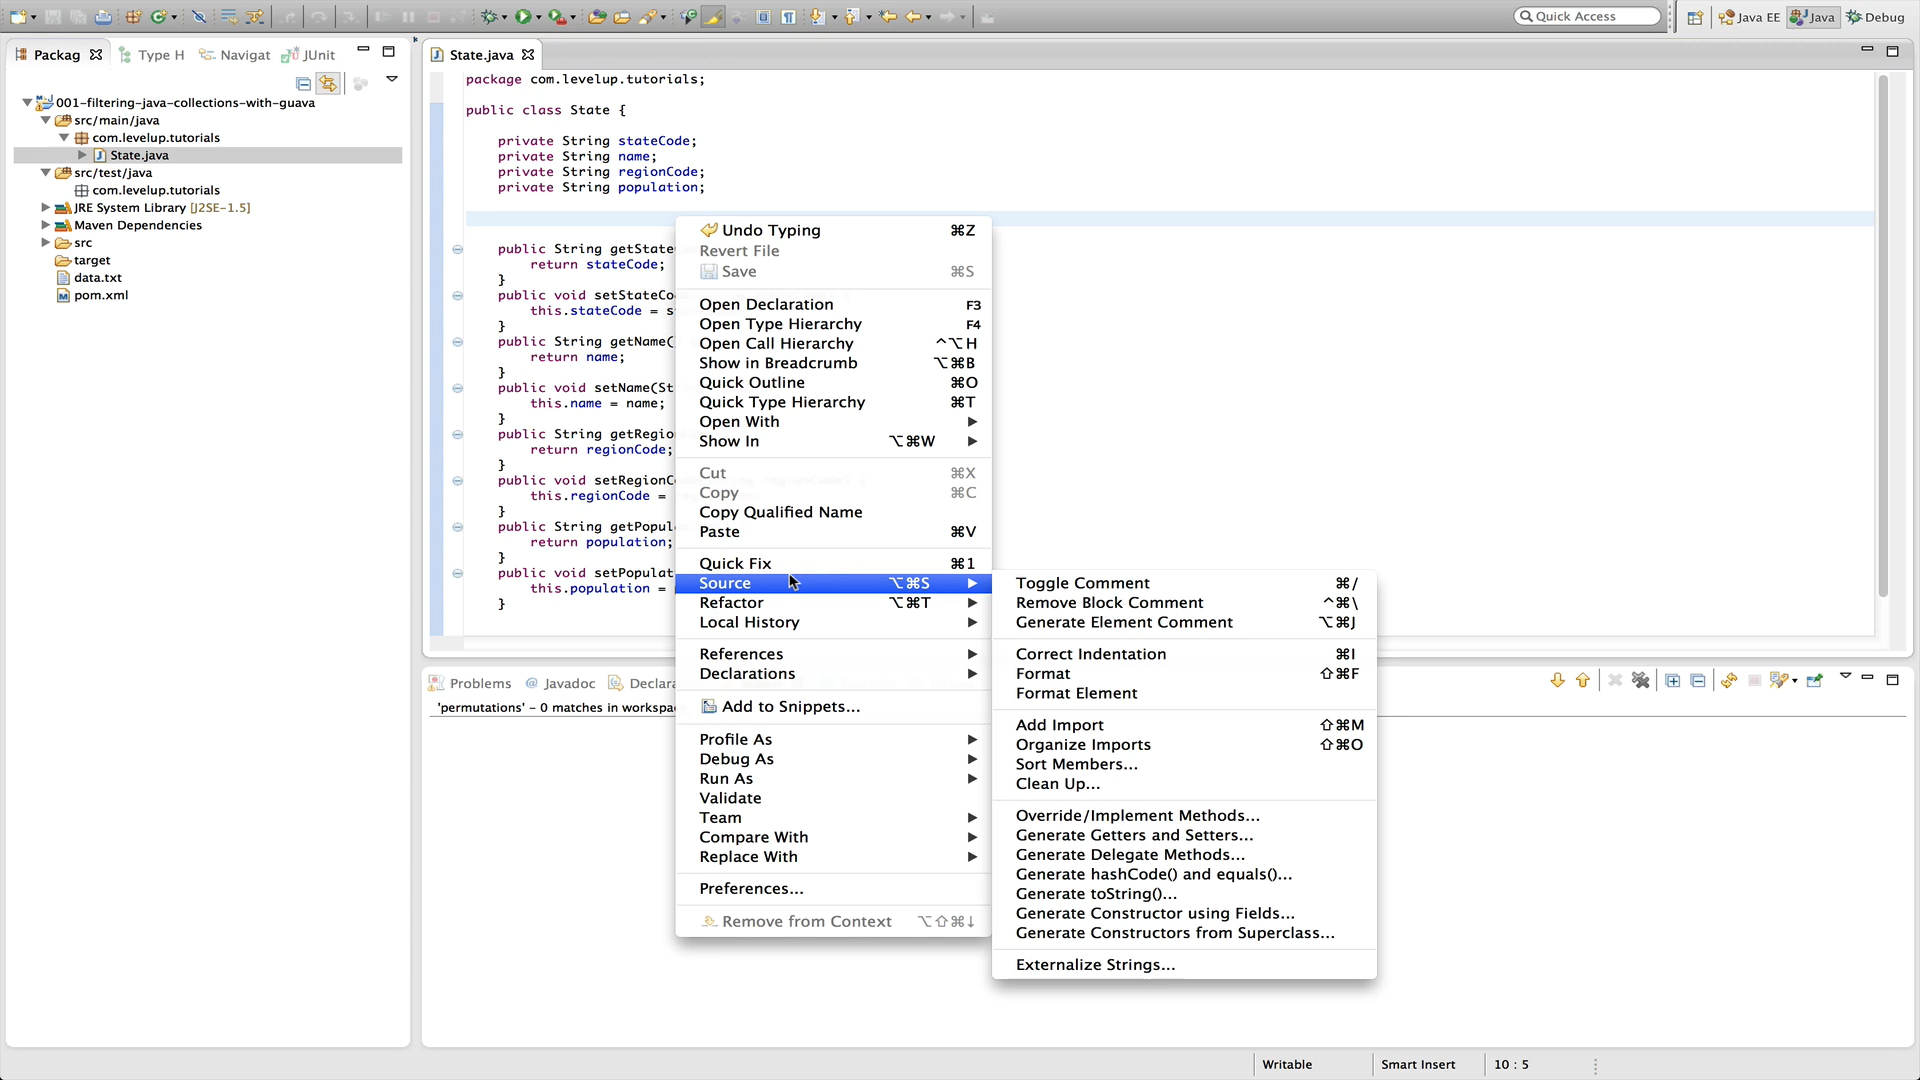 Quick Access
Java EE
Java
Debug
Packag
Type H
Navigat
JUnit
001-filtering-java-collections-with-guava
src/main/java
com.levelup.tutorials
State.java
src/test/java
com.levelup.tutorials
JRE System Library [J2SE-1.5]
Maven Dependencies
src
target
data.txt
pom.xml
State.java
package com.levelup.tutorials;
public class State {
private String stateCode;
private String name;
private String regionCode;
private String population;
public String getState
return stateCode;
}
public void setStateCo
this.stateCode = s
}
public String getName(
return name;
}
public void setName(St
this.name = name;
}
public String getRegio
return regionCode;
}
public void setRegionC
this.regionCode =
}
public String getPopul
return population;
}
public void setPopulat
this.population =
}
Undo Typing ⌘Z
Revert File
Save ⌘S
Open Declaration F3
Open Type Hierarchy F4
Open Call Hierarchy ^⌥H
Show in Breadcrumb ⌥⌘B
Quick Outline ⌘O
Quick Type Hierarchy ⌘T
Open With
Show In ⌥⌘W
Cut ⌘X
Copy ⌘C
Copy Qualified Name
Paste ⌘V
Quick Fix ⌘1
Source ⌥⌘S
Refactor ⌥⌘T
Local History
References
Declarations
Add to Snippets...
Profile As
Debug As
Run As
Validate
Team
Compare With
Replace With
Preferences...
Remove from Context ⌥⇧⌘↓
Toggle Comment ⌘/
Remove Block Comment ^⌘\
Generate Element Comment ⌥⌘J
Correct Indentation ⌘I
Format ⇧⌘F
Format Element
Add Import ⇧⌘M
Organize Imports ⇧⌘O
Sort Members...
Clean Up...
Override/Implement Methods...
Generate Getters and Setters...
Generate Delegate Methods...
Generate hashCode() and equals()...
Generate toString()...
Generate Constructor using Fields...
Generate Constructors from Superclass...
Externalize Strings...
Problems
Javadoc
Declara
'permutations' - 0 matches in workspa
Writable
Smart Insert
10 : 5